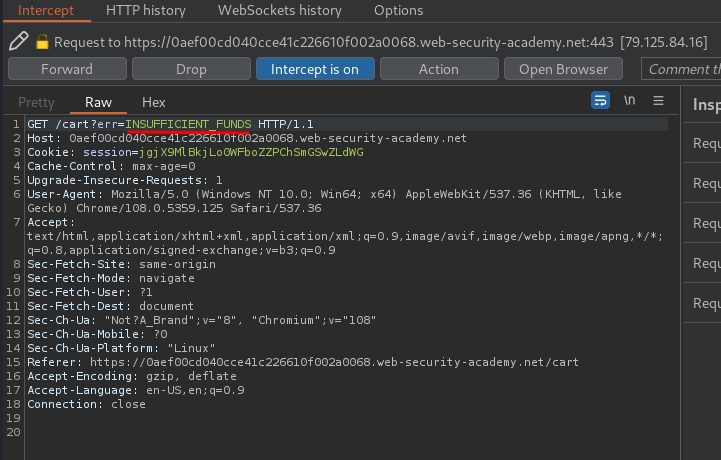 Intercept HTTP history WebSockets history Options
Request to https://0aef00cd040cce41c226610f002a0068.web-security-academy.net:443 [79.125.84.16]
Forward Drop Intercept is on Action Open Browser Comment th
Pretty Raw Hex \n Insp
1 GET /cart?err=INSUFFICIENT_FUNDS HTTP/1.1
2 Host: 0aef00cd040cce41c226610f002a0068.web-security-academy.net
3 Cookie: session=jgjX9MlBkjLo0WFboZZPChSmGSwZLdWG
4 Cache-Control: max-age=0
5 Upgrade-Insecure-Requests: 1
6 User-Agent: Mozilla/5.0 (Windows NT 10.0; Win64; x64) AppleWebKit/537.36 (KHTML, like
Gecko) Chrome/108.0.5359.125 Safari/537.36
7 Accept:
text/html,application/xhtml+xml,application/xml;q=0.9,image/avif,image/webp,image/apng,*/*;
q=0.8,application/signed-exchange;v=b3;q=0.9
8 Sec-Fetch-Site: same-origin
9 Sec-Fetch-Mode: navigate
10 Sec-Fetch-User: ?1
11 Sec-Fetch-Dest: document
12 Sec-Ch-Ua: "Not?A_Brand";v="8", "Chromium";v="108"
13 Sec-Ch-Ua-Mobile: ?0
14 Sec-Ch-Ua-Platform: "Linux"
15 Referer: https://0aef00cd040cce41c226610f002a0068.web-security-academy.net/cart
16 Accept-Encoding: gzip, deflate
17 Accept-Language: en-US,en;q=0.9
18 Connection: close
19
20
Requ
Requ
Requ
Requ
Requ